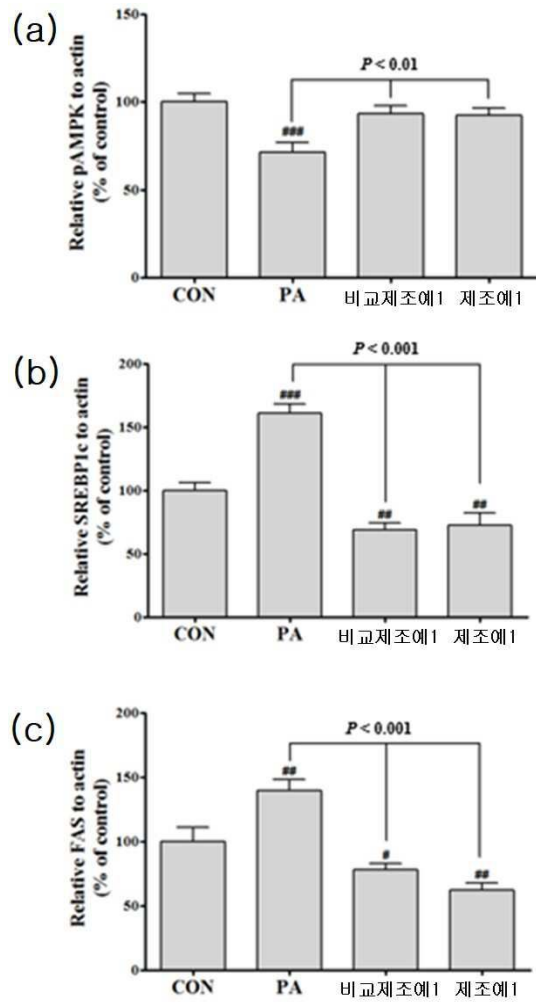 (a)
Relative pAMPK to actin
(% of control)
150
100
50
0
P < 0.01
###
CON PA 비교제조예1 제조예1
(b)
Relative SREBP1c to actin
(% of control)
200
150
100
50
0
P < 0.001
###
##
##
CON PA 비교제조예1 제조예1
(c)
Relative FAS to actin
(% of control)
200
150
100
50
0
P < 0.001
##
#
##
CON PA 비교제조예1 제조예1